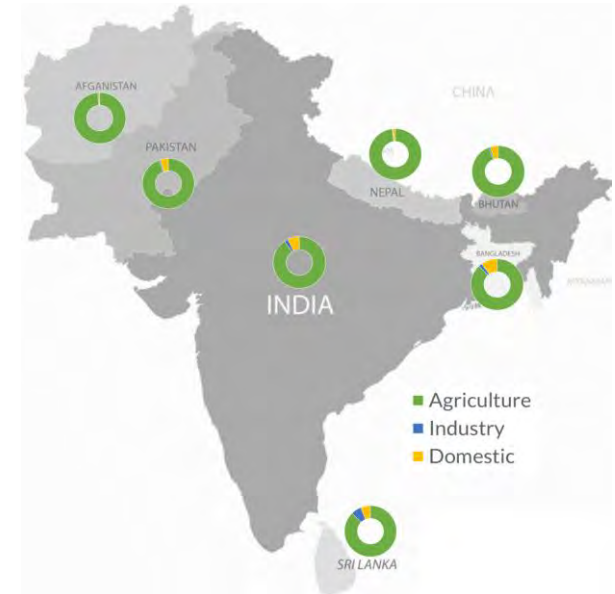 AFGANISTAN
CHINA
PAKISTAN
NEPAL
BHUTAN
BANGLADESH
INDIA
Agriculture
Industry
Domestic
SRI LANKA